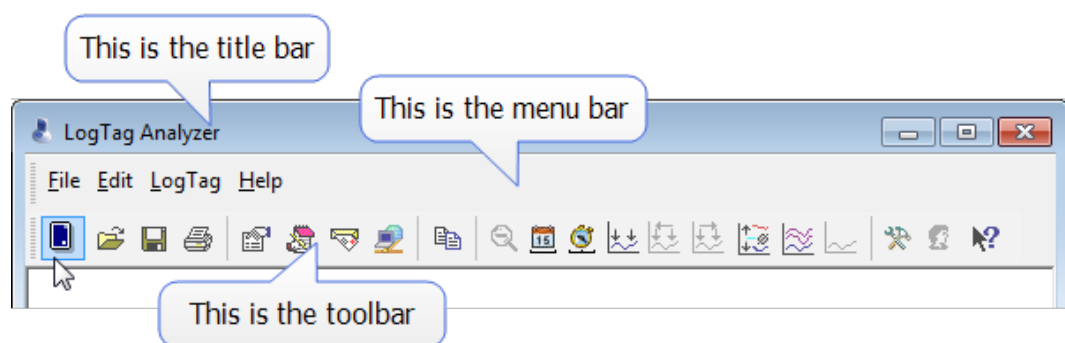 This is the title bar
This is the menu bar
LogTag Analyzer
File Edit LogTag Help
15
?
This is the toolbar